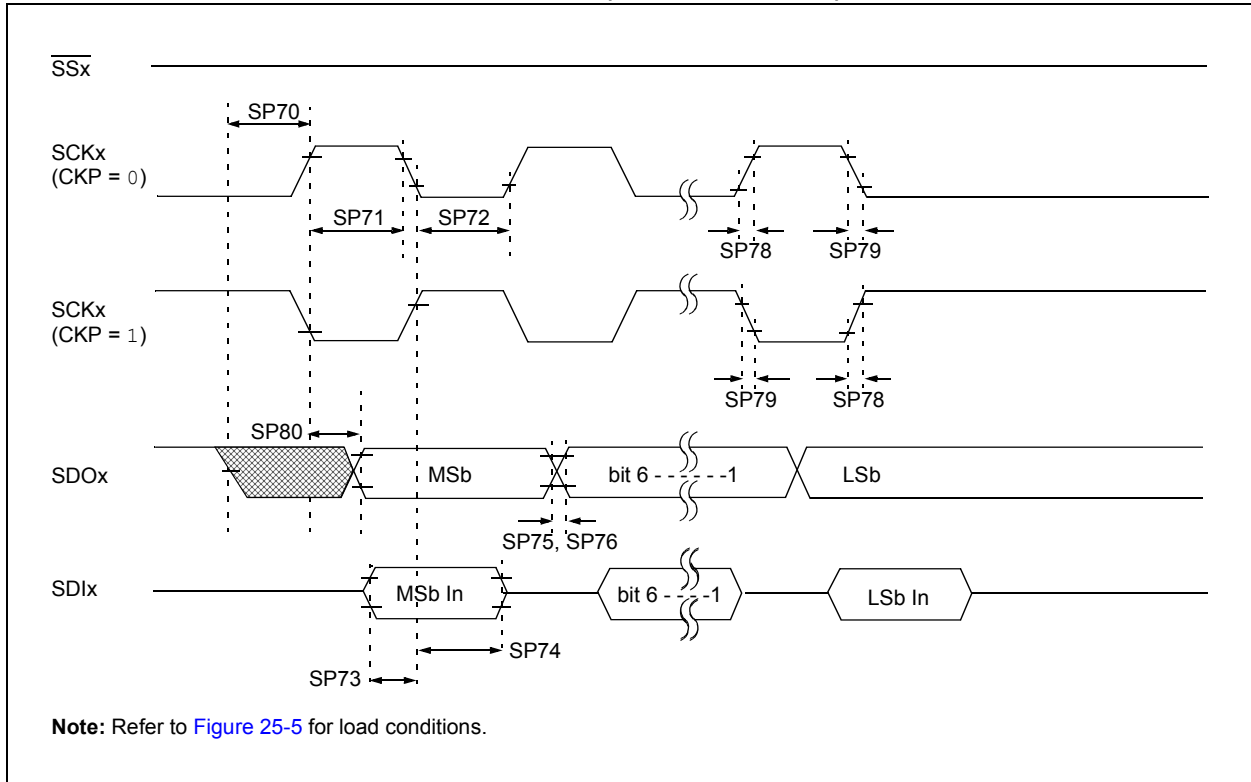 SSx
SP70
SCKx
(CKP = 0)
SP71
SP72
SP78
SP79
SCKx
(CKP = 1)
SP79
SP78
SP80
SDOx
MSb
bit 6 - - - - - -1
LSb
SP75, SP76
SDIx
MSb In
bit 6 - - - -1
LSb In
SP74
SP73
Note: Refer to Figure 25-5 for load conditions.